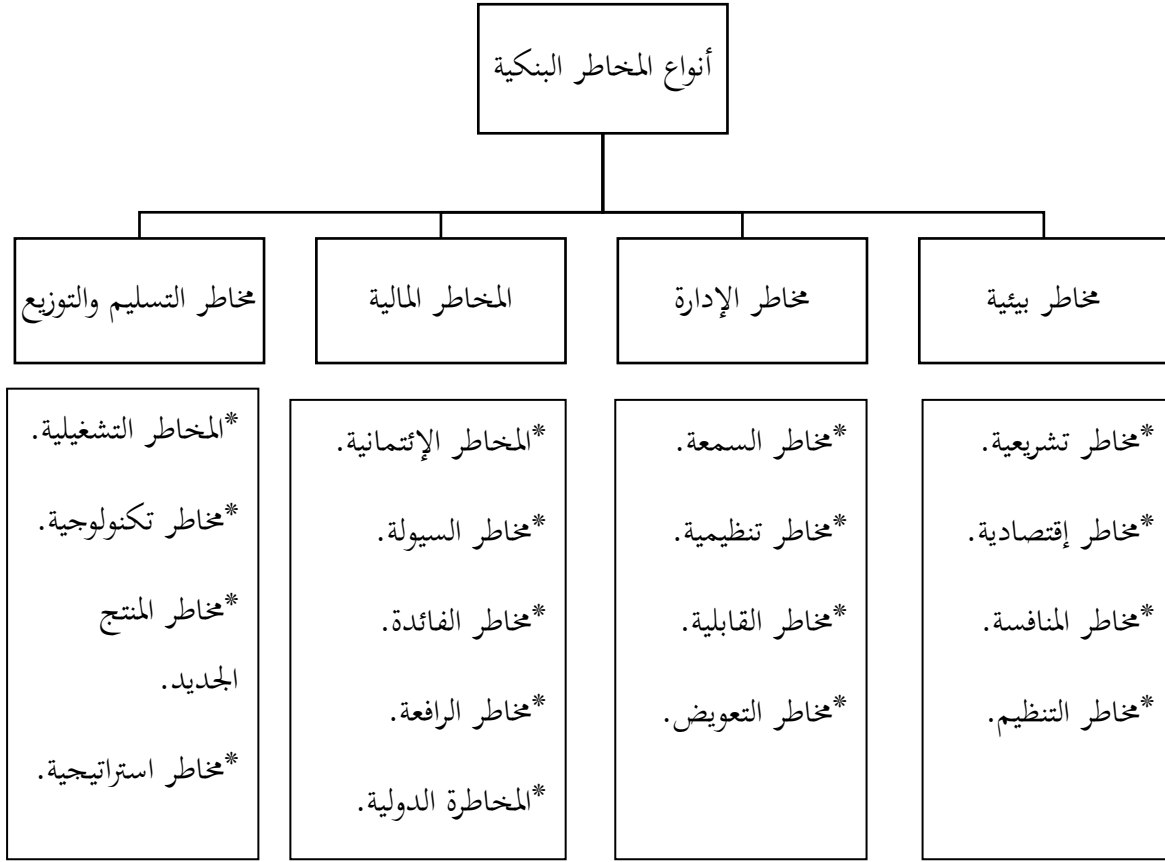 أنواع المخاطر البنكية
مخاطر بيئية
مخاطر الإدارة
المخاطر المالية
مخاطر التسليم والتوزيع
*مخاطر تشريعية.
*مخاطر إقتصادية.
*مخاطر المنافسة.
*مخاطر التنظيم.
*مخاطر السمعة.
*مخاطر تنظيمية.
*مخاطر القابلية.
*مخاطر التعويض.
*المخاطر الإئتمانية.
*مخاطر السيولة.
*مخاطر الفائدة.
*مخاطر الرافعة.
*المخاطرة الدولية.
*المخاطر التشغيلية.
*مخاطر تكنولوجية.
*مخاطر المنتج
الجديد.
*مخاطر استراتيجية.